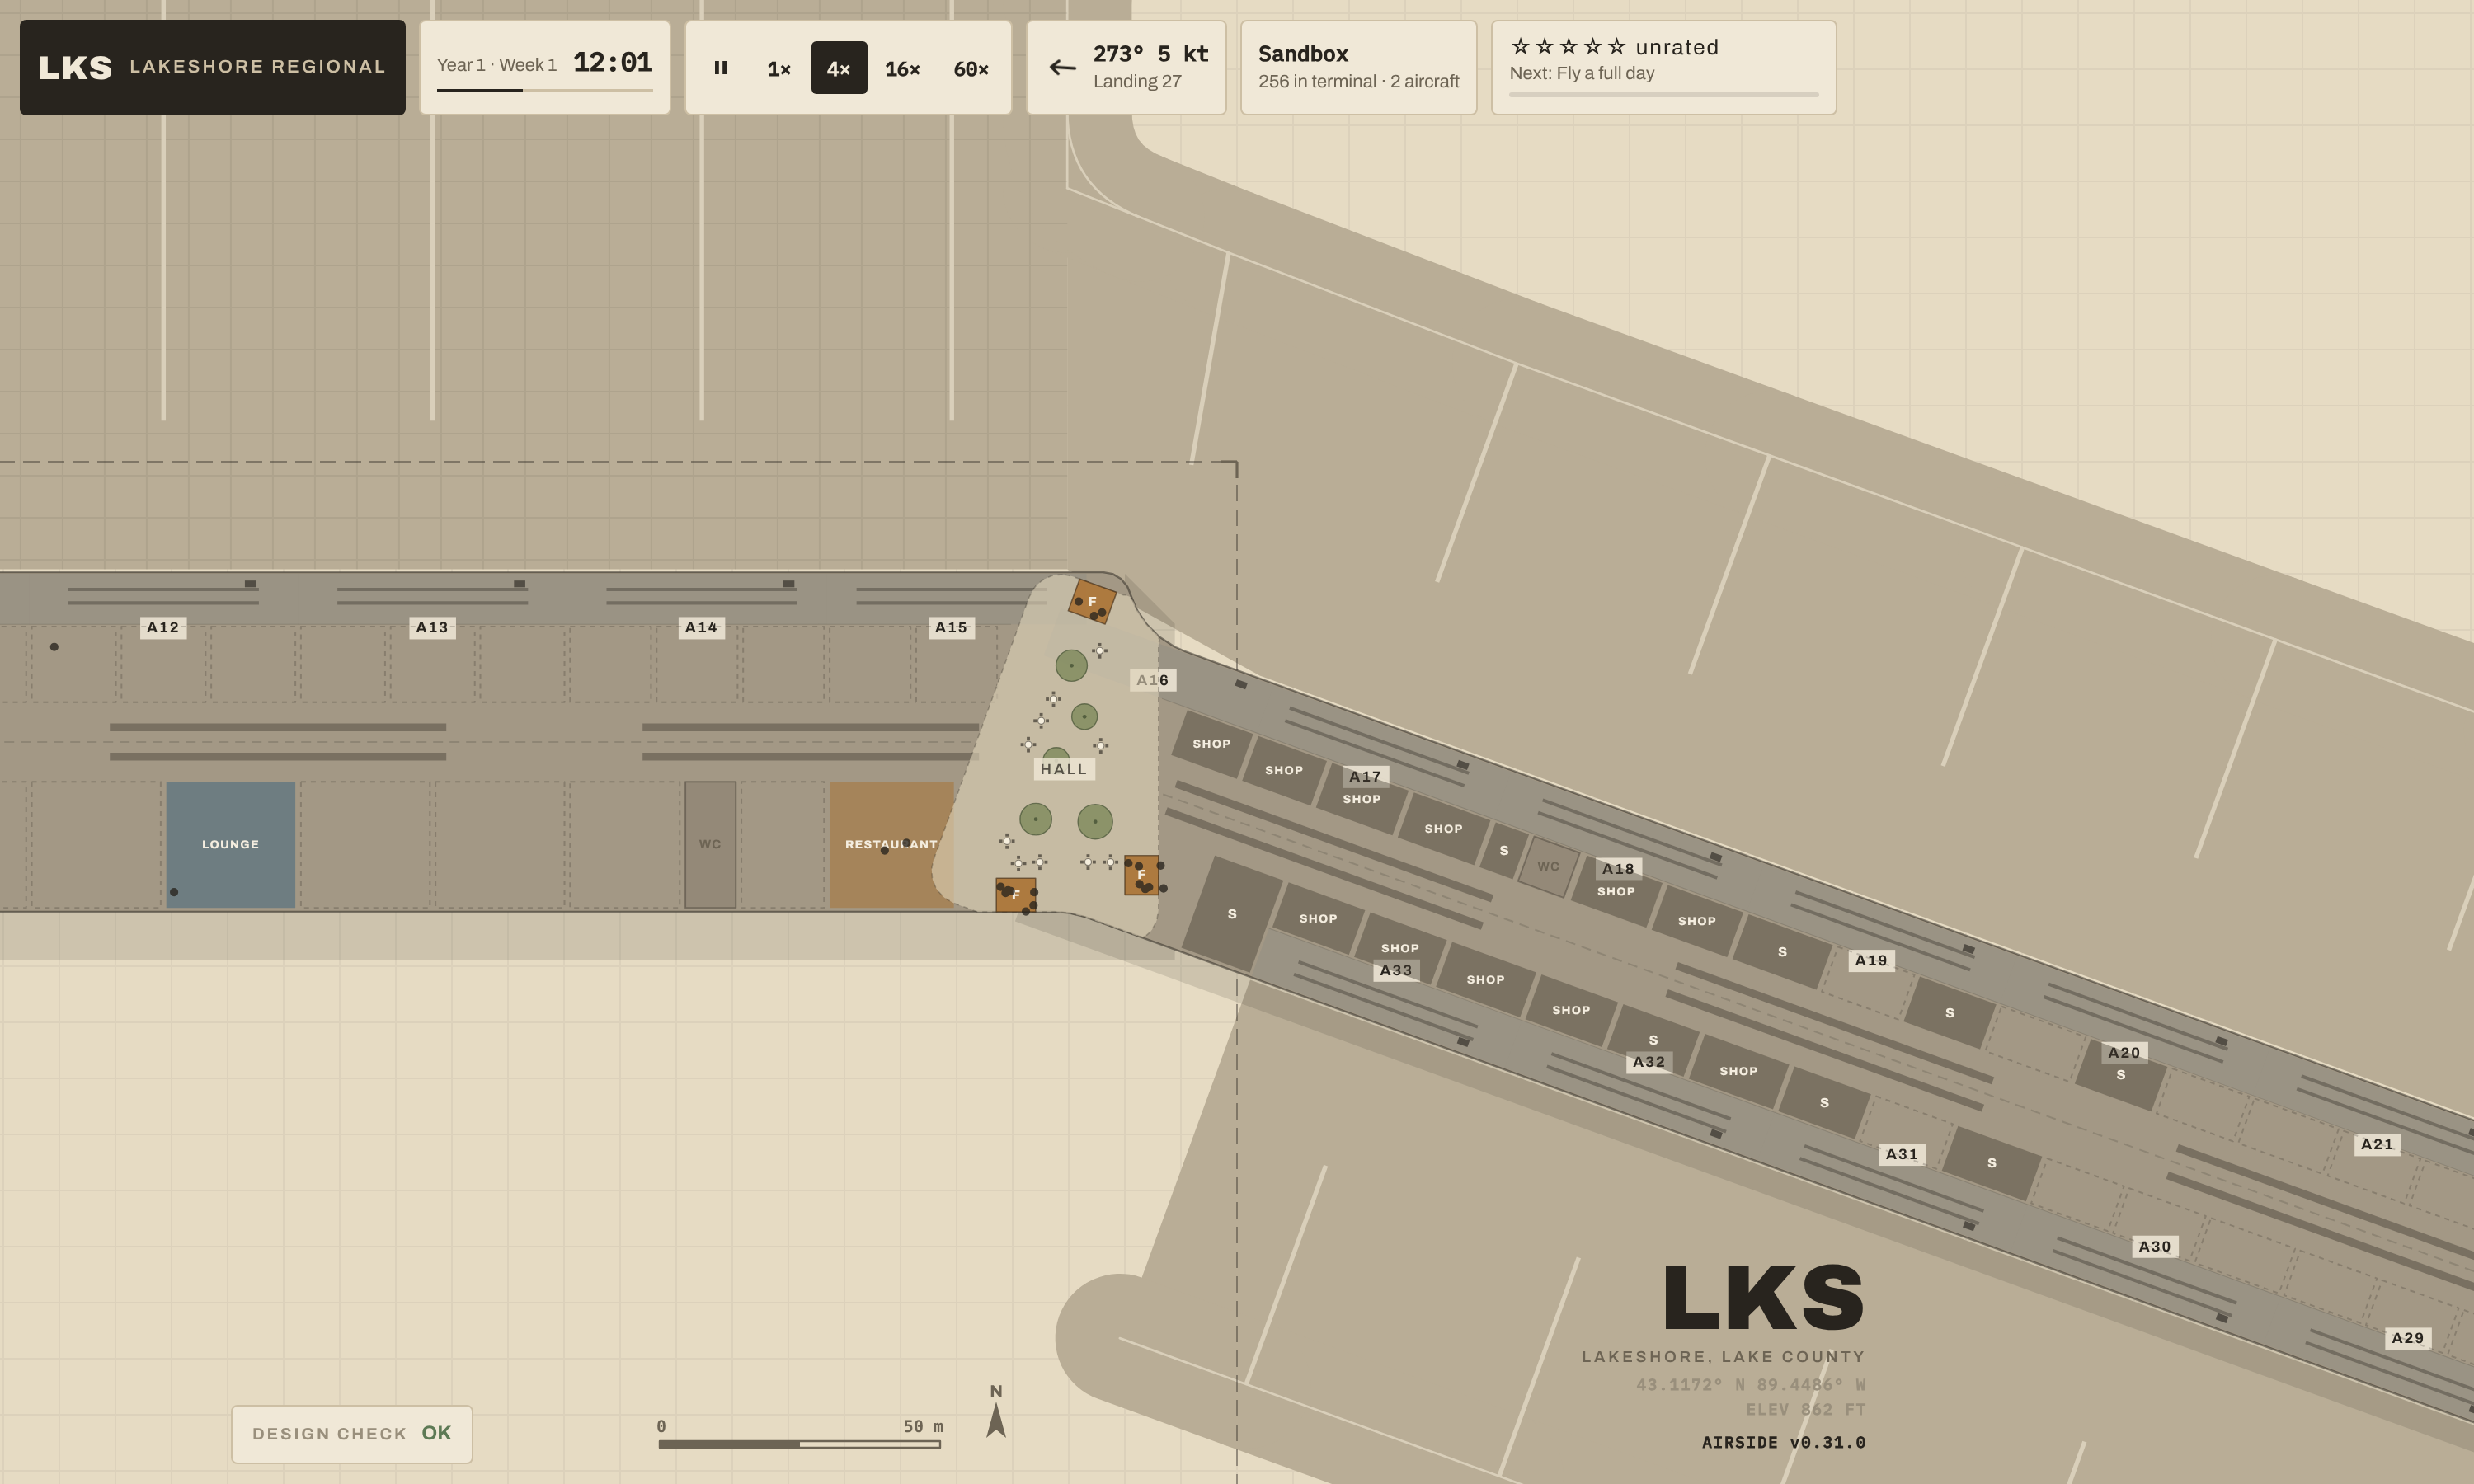 LKS LAKESHORE REGIONAL
Year 1 · Week 1 12:01
1× 4× 16× 60×
273° 5 kt
Landing 27
Sandbox
256 in terminal · 2 aircraft
☆☆☆☆☆ unrated
Next: Fly a full day
F
A12 A13 A14 A15
A16
SHOP
HALL
SHOP
A17
SHOP
SHOP
LOUNGE
WC
RESTAURANT
S
WC
A18
SHOP
F
F
S
SHOP
SHOP
S
A19
SHOP
A33
SHOP
SHOP
S
S
A32
SHOP
A20
S
S
A31
S
A21
A30
A29
LKS
LAKESHORE, LAKE COUNTY
43.1172° N 89.4486° W
ELEV 862 FT
AIRSIDE v0.31.0
N
0 50 m
DESIGN CHECK OK